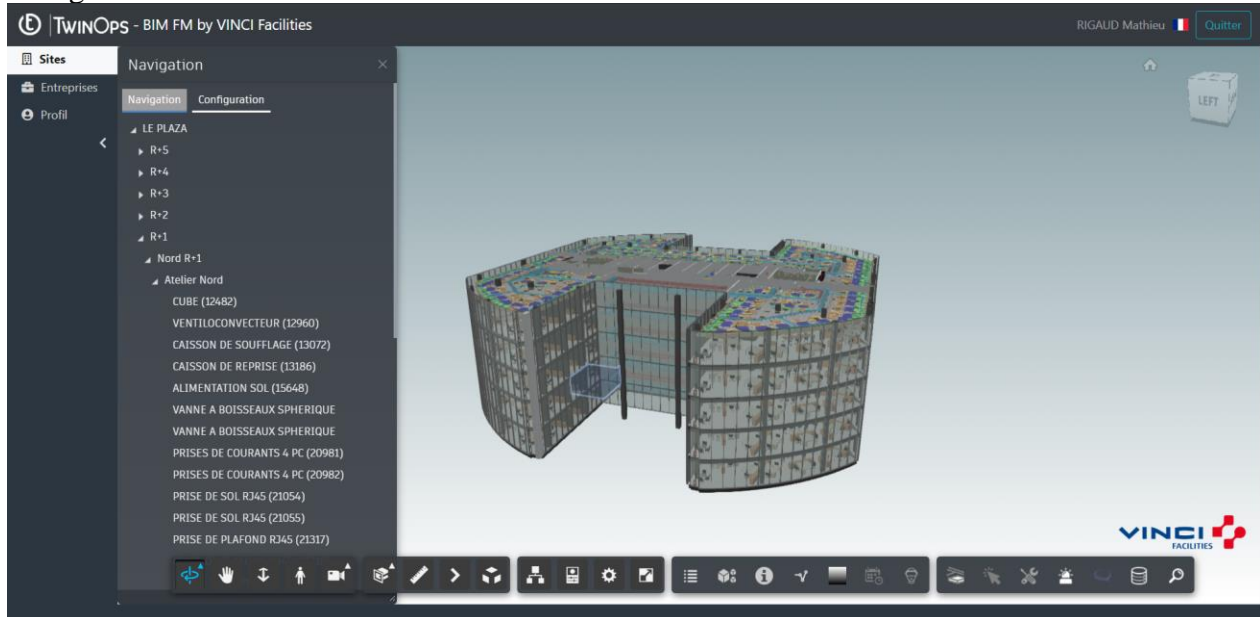 TWINOPS - BIM FM by VINCI Facilities
RIGAUD Mathieu
Quitter
Sites
Entreprises
Profil
Navigation
Navigation
Configuration
LE PLAZA
R+5
R+4
R+3
R+2
R+1
Nord R+1
Atelier Nord
CUBE (12482)
VENTILOCONVECTEUR (12960)
CAISSON DE SOUFFLAGE (13072)
CAISSON DE REPRISE (13186)
ALIMENTATION SOL (15648)
VANNE A BOISSEAUX SPHERIQUE
VANNE A BOISSEAUX SPHERIQUE
PRISES DE COURANTS 4 PC (20981)
PRISES DE COURANTS 4 PC (20982)
PRISE DE SOL RJ45 (21054)
PRISE DE SOL RJ45 (21055)
PRISE DE PLAFOND RJ45 (21317)
LEFT
VINCI
FACILITIES